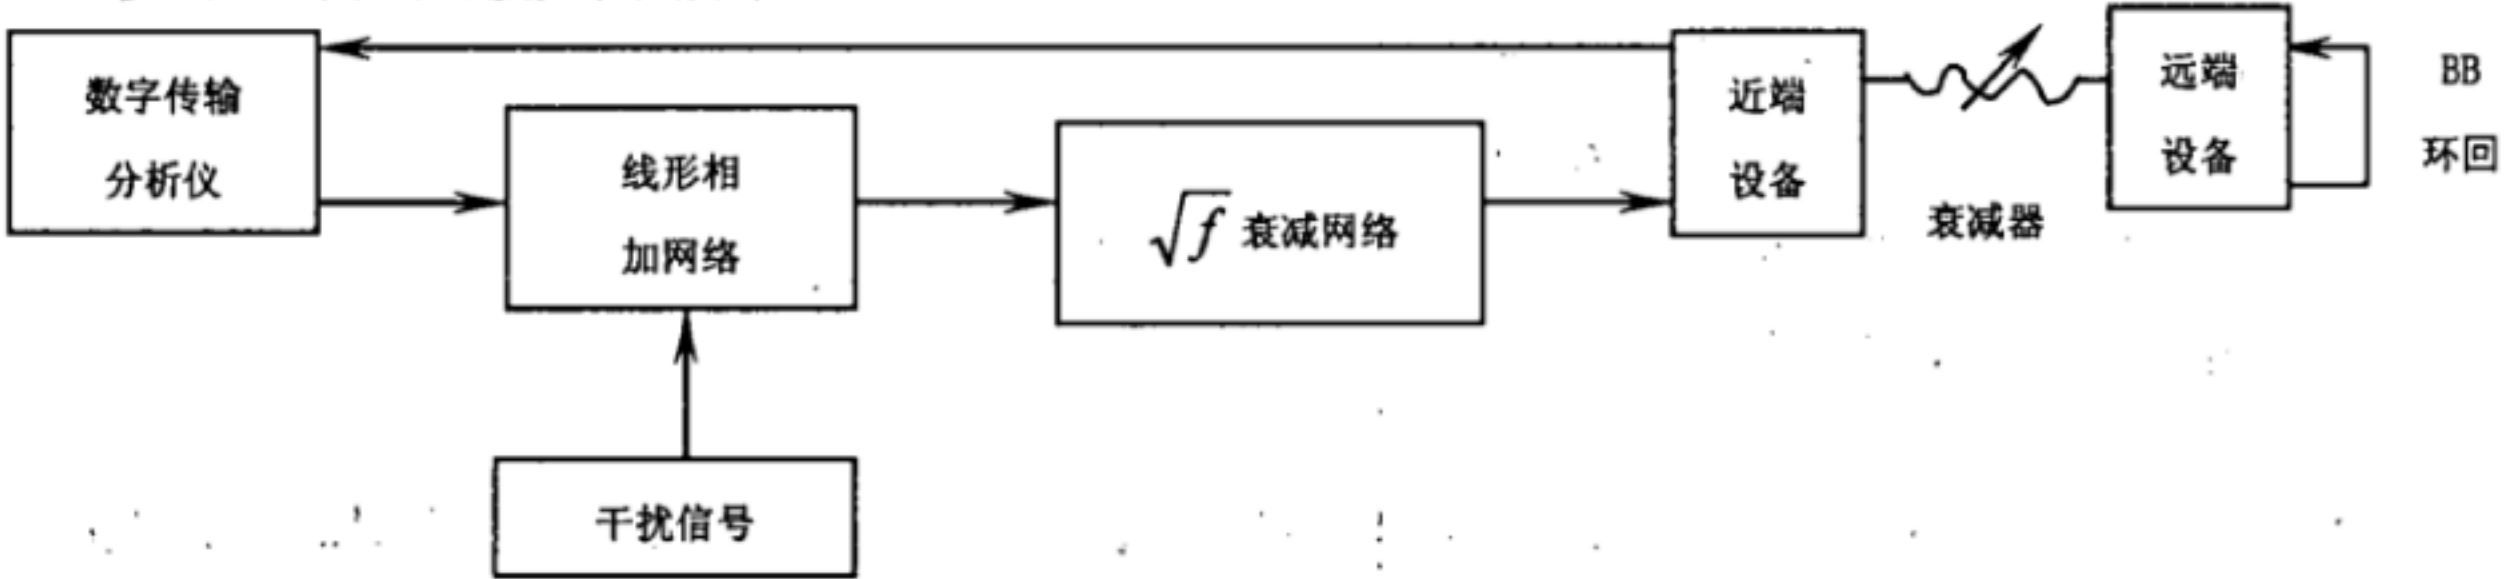 数字传输
分析仪
线形相
加网络
√f 衰减网络
近端
设备
衰减器
远端
设备
BB
环回
干扰信号